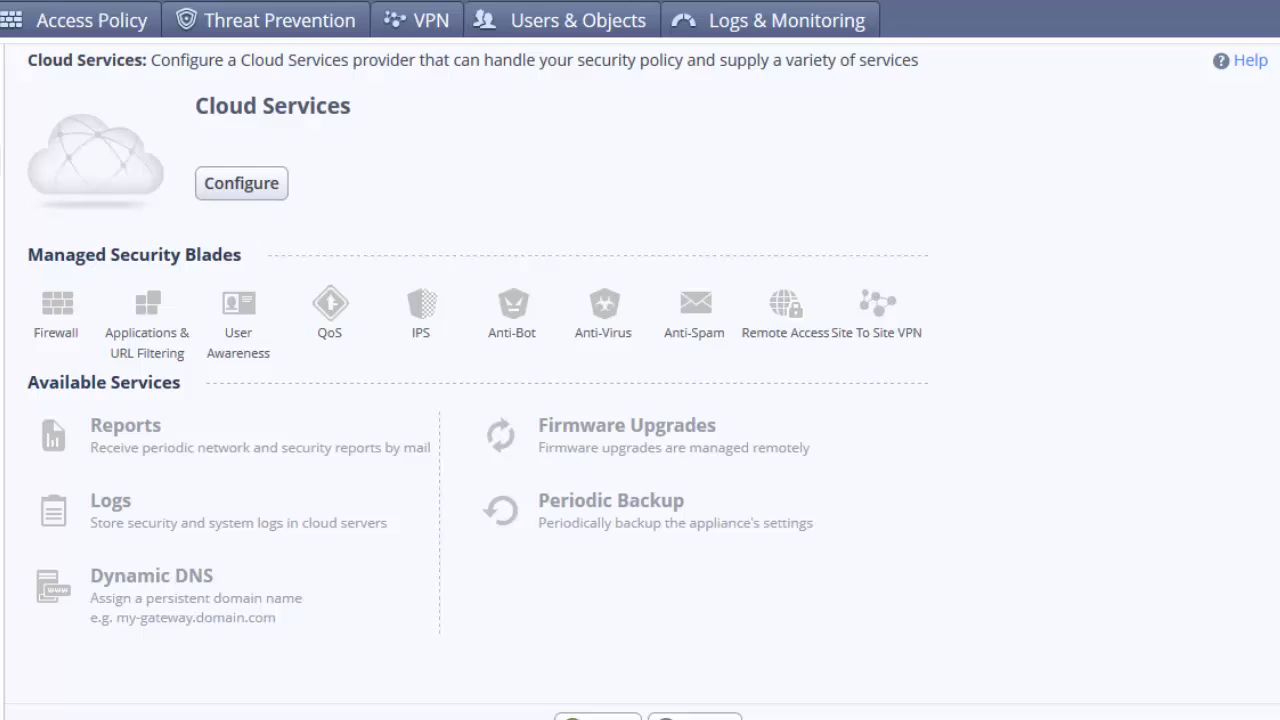 Access Policy Threat Prevention VPN Users & Objects Logs & Monitoring
Cloud Services: Configure a Cloud Services provider that can handle your security policy and supply a variety of services
Help
Cloud Services
Configure
Managed Security Blades
Firewall
Applications &
URL Filtering
User
Awareness
QoS
IPS
Anti-Bot
Anti-Virus
Anti-Spam
Remote Access
Site To Site VPN
Available Services
Reports
Receive periodic network and security reports by mail
Logs
Store security and system logs in cloud servers
Dynamic DNS
www
Assign a persistent domain name
e.g. my-gateway.domain.com
Firmware Upgrades
Firmware upgrades are managed remotely
Periodic Backup
Periodically backup the appliance's settings